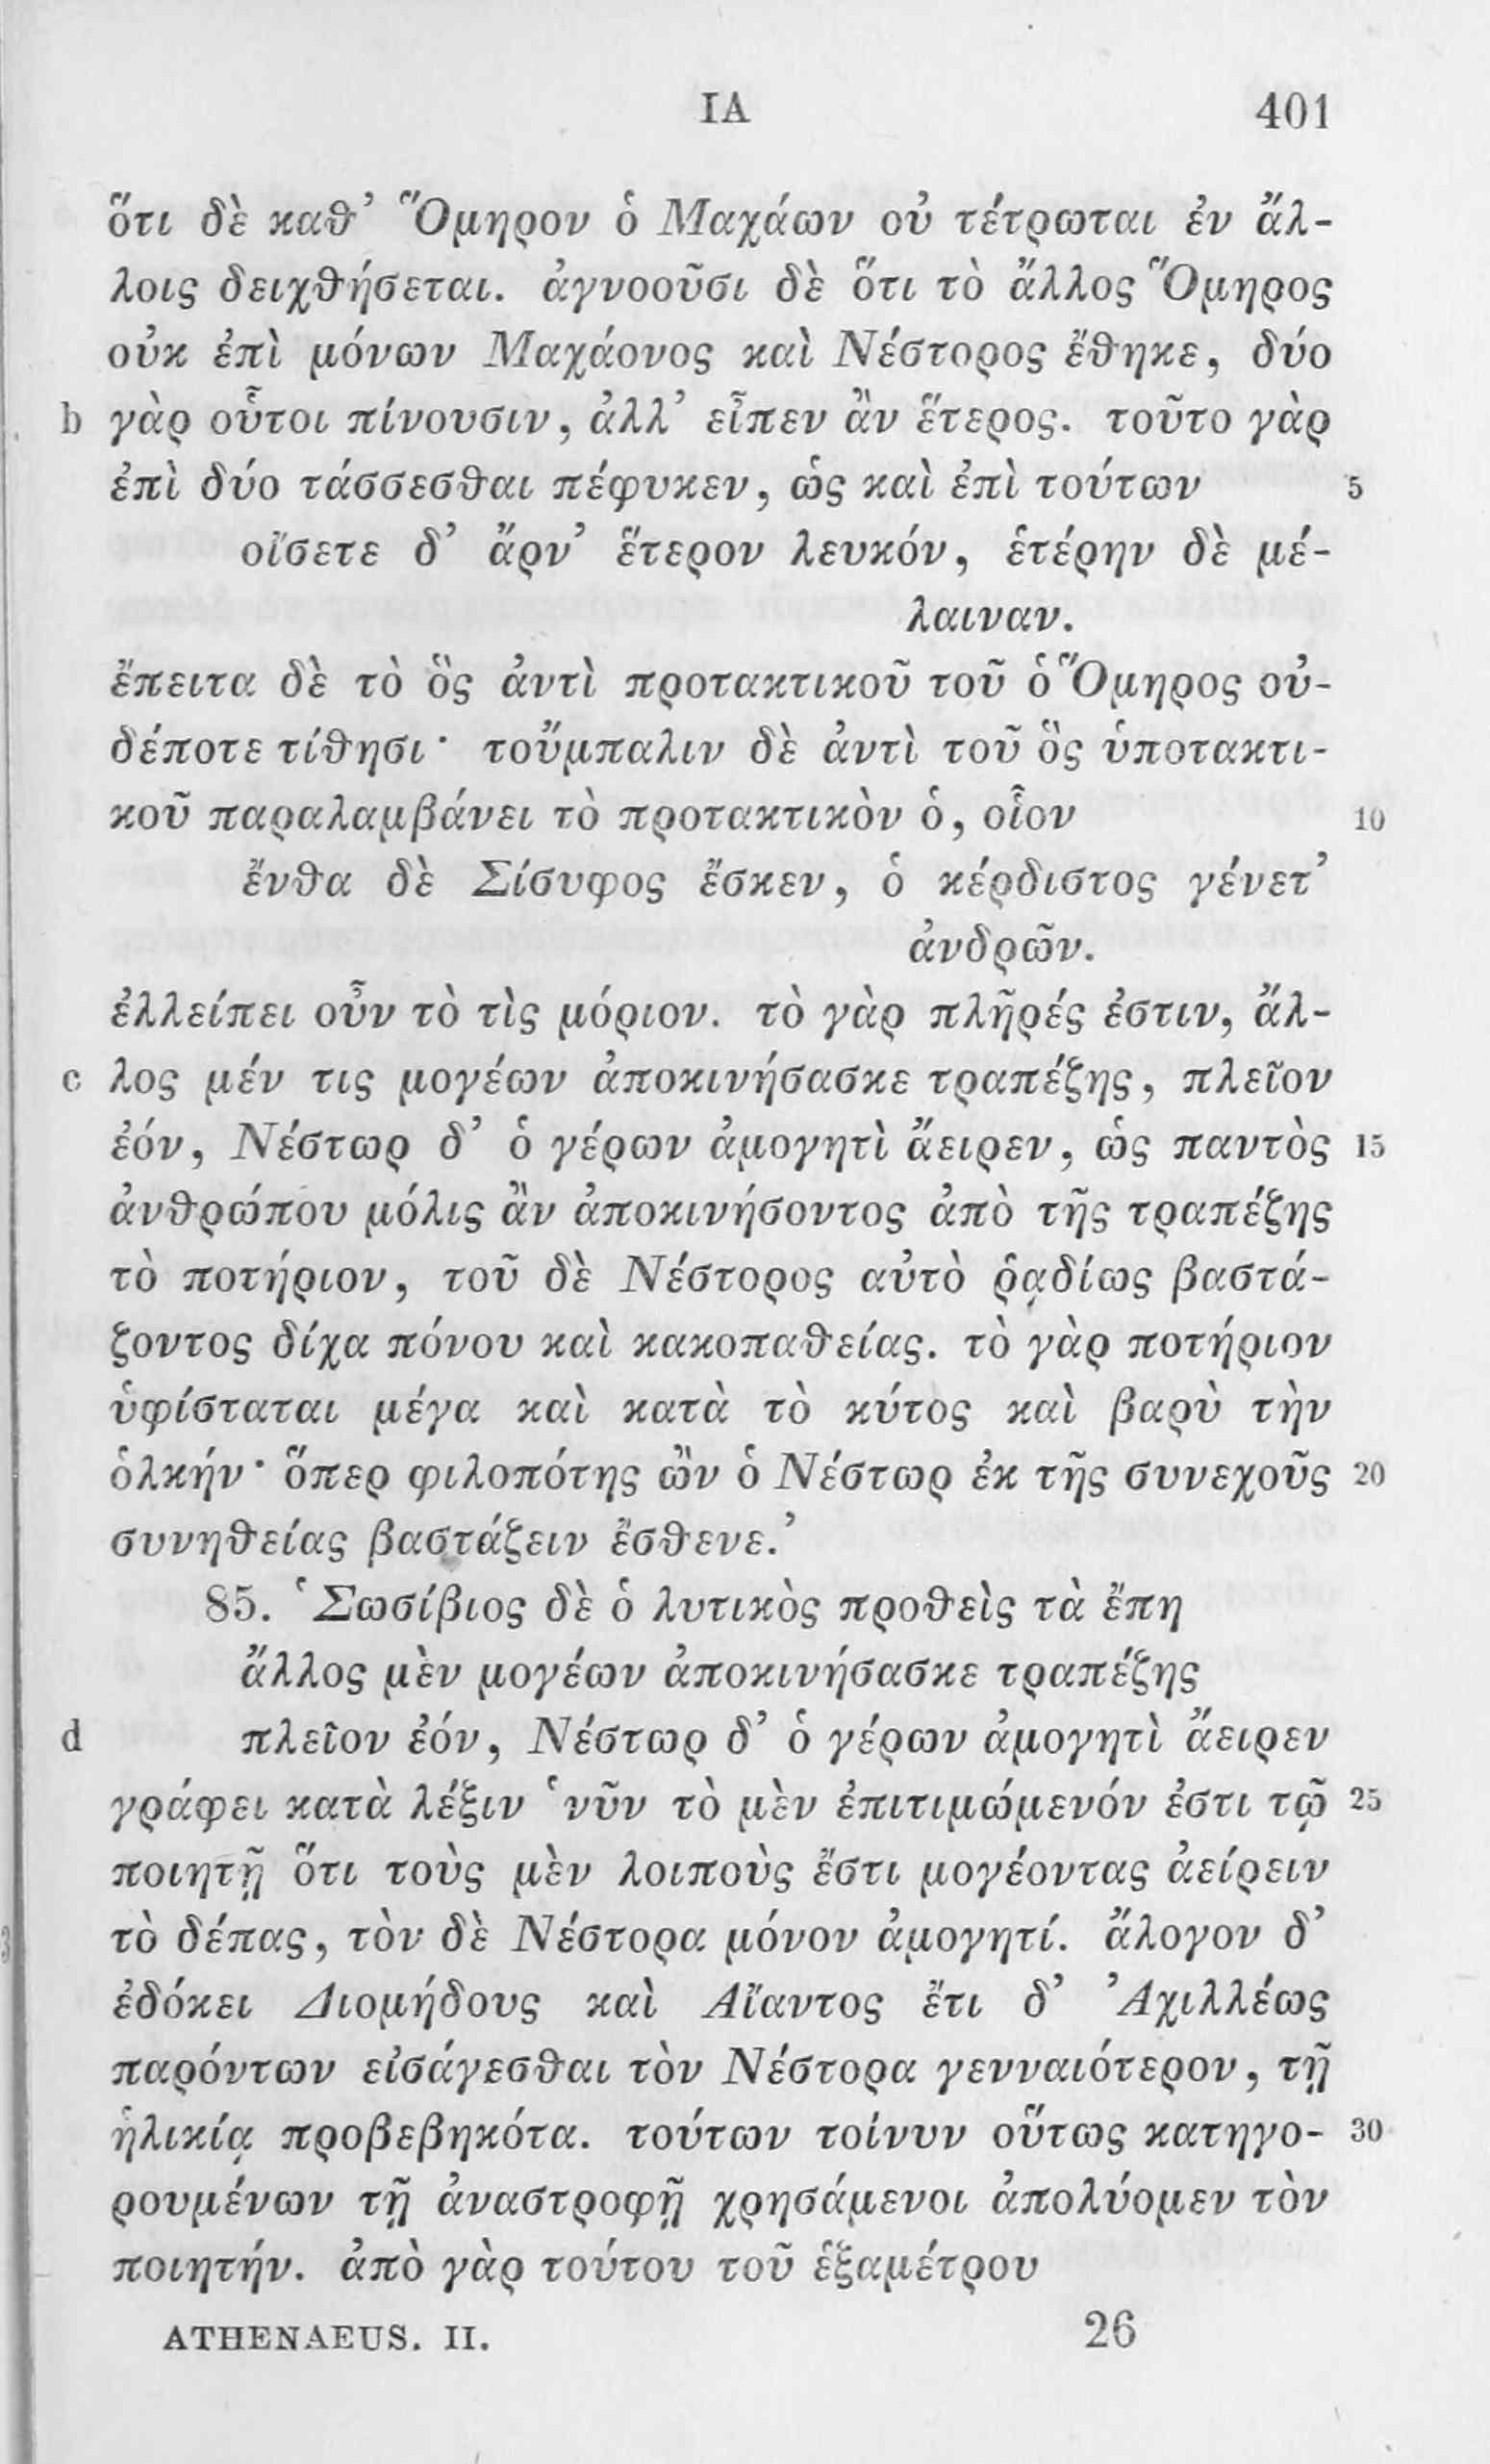 ΙΑ 401
ὅτι δὲ καθ’ Ὅμηρον ὁ Μαχάων οὐ τέτρωται ἐν ἄλ-
λοις δειχθήσεται. ἀγνοοῦσι δὲ ὅτι τὸ ἄλλος Ὅμηρος
οὐκ ἐπὶ μόνων Μαχάονος καὶ Νέστορος ἔθηκε, δύο
b γὰρ οὗτοι πίνουσιν, ἀλλ’ εἶπεν ἂν ἕτερος. τοῦτο γὰρ
ἐπὶ δύο τάσσεσθαι πέφυκεν, ὡς καὶ ἐπὶ τούτων 5
οἴσετε δ’ ἄρν’ ἕτερον λευκόν, ἑτέρην δὲ μέ-
λαιναν.
ἔπειτα δὲ τὸ ὃς ἀντὶ προτακτικοῦ τοῦ ὁ Ὅμηρος οὐ-
δέποτε τίθησι· τοὔμπαλιν δὲ ἀντὶ τοῦ ὃς ὑποτακτι-
κοῦ παραλαμβάνει τὸ προτακτικὸν ὁ, οἷον 10
ἔνθα δὲ Σίσυφος ἔσκεν, ὁ κέρδιστος γένετ’
ἀνδρῶν.
ἐλλείπει οὖν τὸ τὶς μόριον. τὸ γὰρ πλῆρές ἐστιν, ἄλ-
c λος μέν τις μογέων ἀποκινήσασκε τραπέζης, πλεῖον
ἐόν, Νέστωρ δ’ ὁ γέρων ἀμογητὶ ἄειρεν, ὡς παντὸς 15
ἀνθρώπου μόλις ἂν ἀποκινήσοντος ἀπὸ τῆς τραπέζης
τὸ ποτήριον, τοῦ δὲ Νέστορος αὐτὸ ῥᾳδίως βαστά-
ζοντος δίχα πόνου καὶ κακοπαθείας. τὸ γὰρ ποτήριον
ὑφίσταται μέγα καὶ κατὰ τὸ κύτος καὶ βαρὺ τὴν
ὁλκήν· ὅπερ φιλοπότης ὢν ὁ Νέστωρ ἐκ τῆς συνεχοῦς 20
συνηθείας βαστάζειν ἔσθενε.’
85. ‘Σωσίβιος δὲ ὁ λυτικὸς προθεὶς τὰ ἔπη
ἄλλος μὲν μογέων ἀποκινήσασκε τραπέζης
d πλεῖον ἐόν, Νέστωρ δ’ ὁ γέρων ἀμογητὶ ἄειρεν
γράφει κατὰ λέξιν ‘νῦν τὸ μὲν ἐπιτιμώμενόν ἐστι τῷ 25
ποιητῇ ὅτι τοὺς μὲν λοιποὺς ἔστι μογέοντας ἀείρειν
τὸ δέπας, τὸν δὲ Νέστορα μόνον ἀμογητί. ἄλογον δ’
ἐδόκει Διομήδους καὶ Αἴαντος ἔτι δ’ Ἀχιλλέως
παρόντων εἰσάγεσθαι τὸν Νέστορα γενναιότερον, τῇ
ἡλικίᾳ προβεβηκότα. τούτων τοίνυν οὕτως κατηγο- 30
ρουμένων τῇ ἀναστροφῇ χρησάμενοι ἀπολύομεν τὸν
ποιητήν. ἀπὸ γὰρ τούτου τοῦ ἑξαμέτρου
ATHENAEUS. II. 26